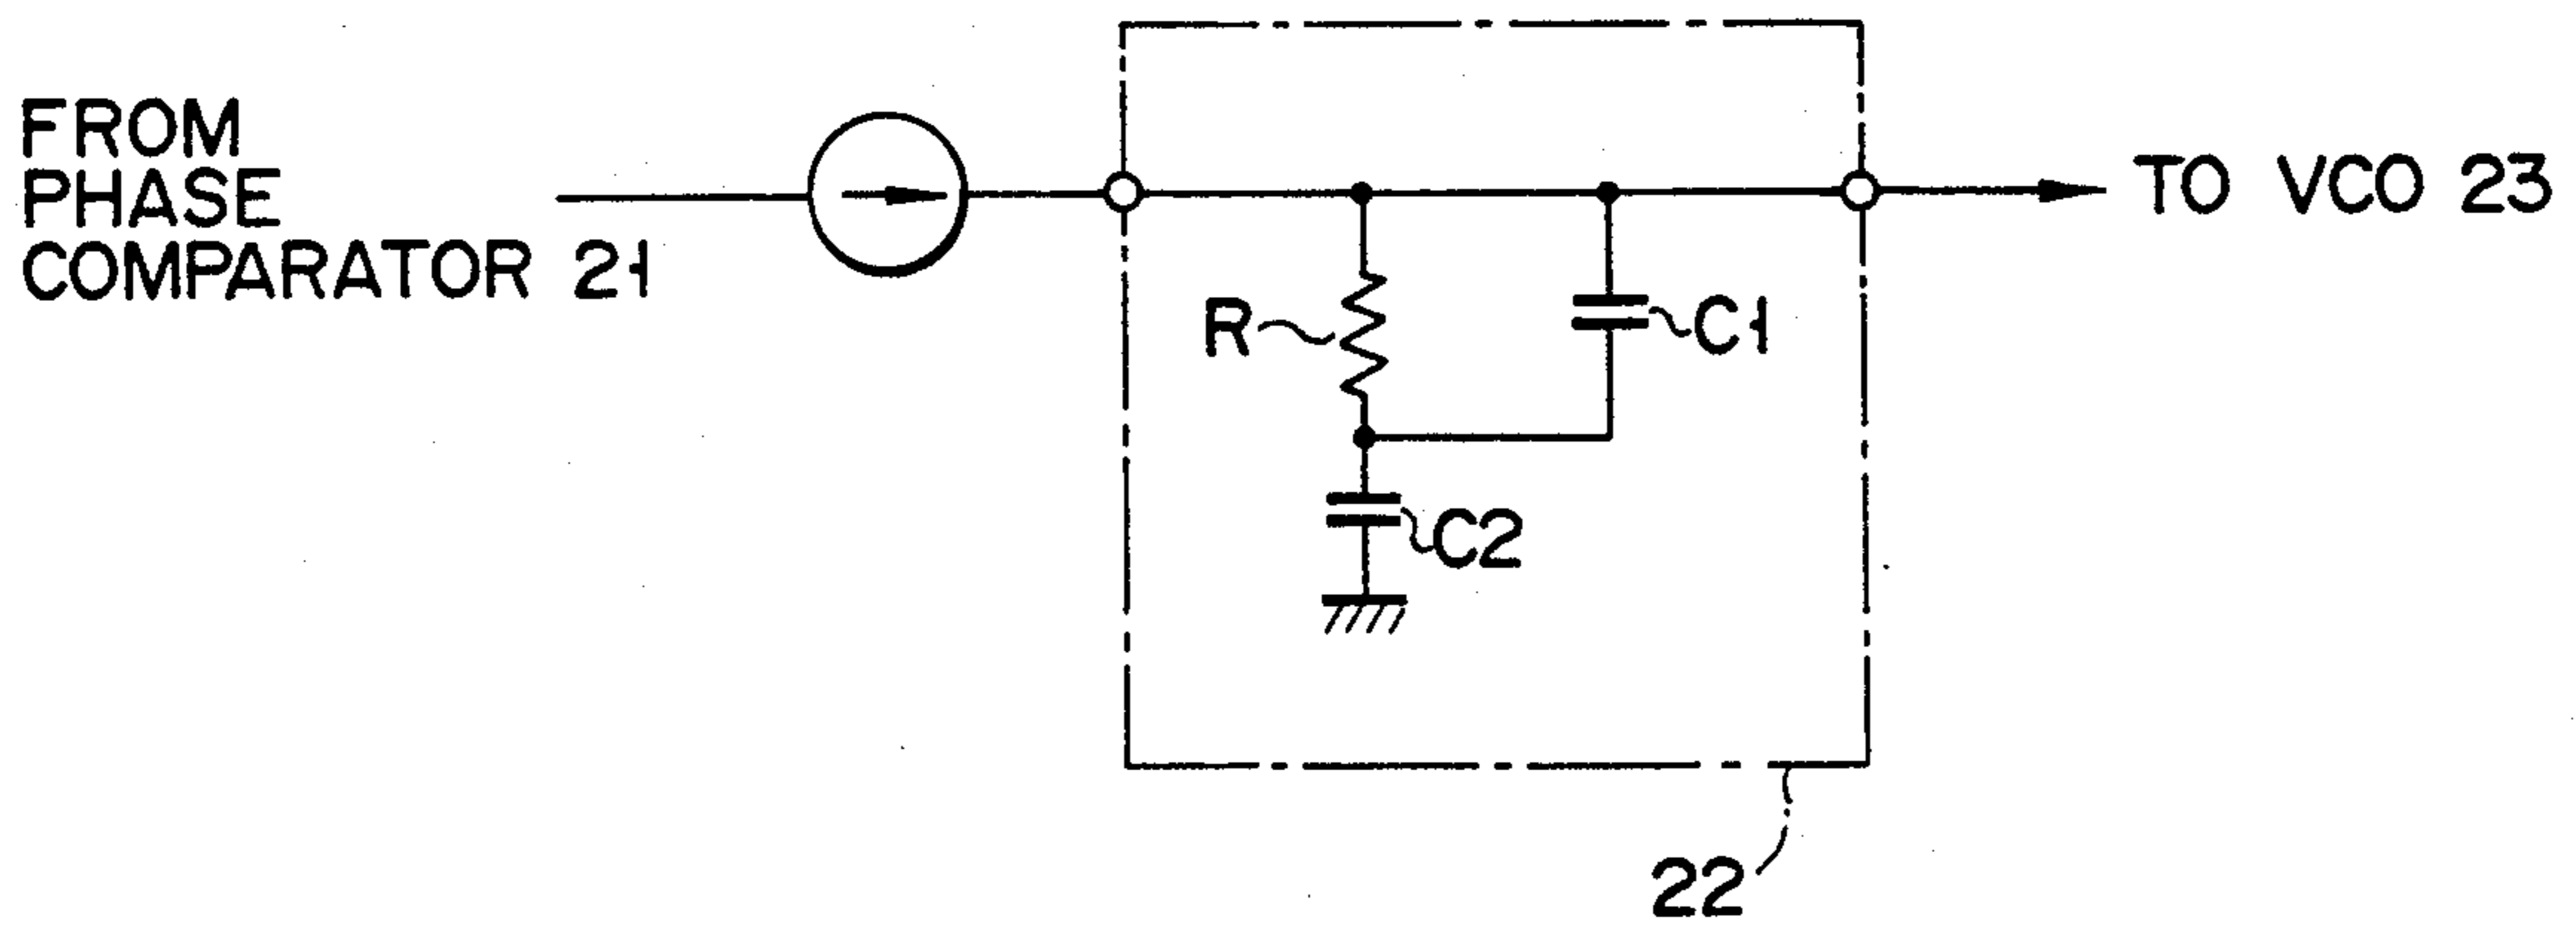 FROM
PHASE
COMPARATOR 21
TO VCO 23
R
C1
C2
22